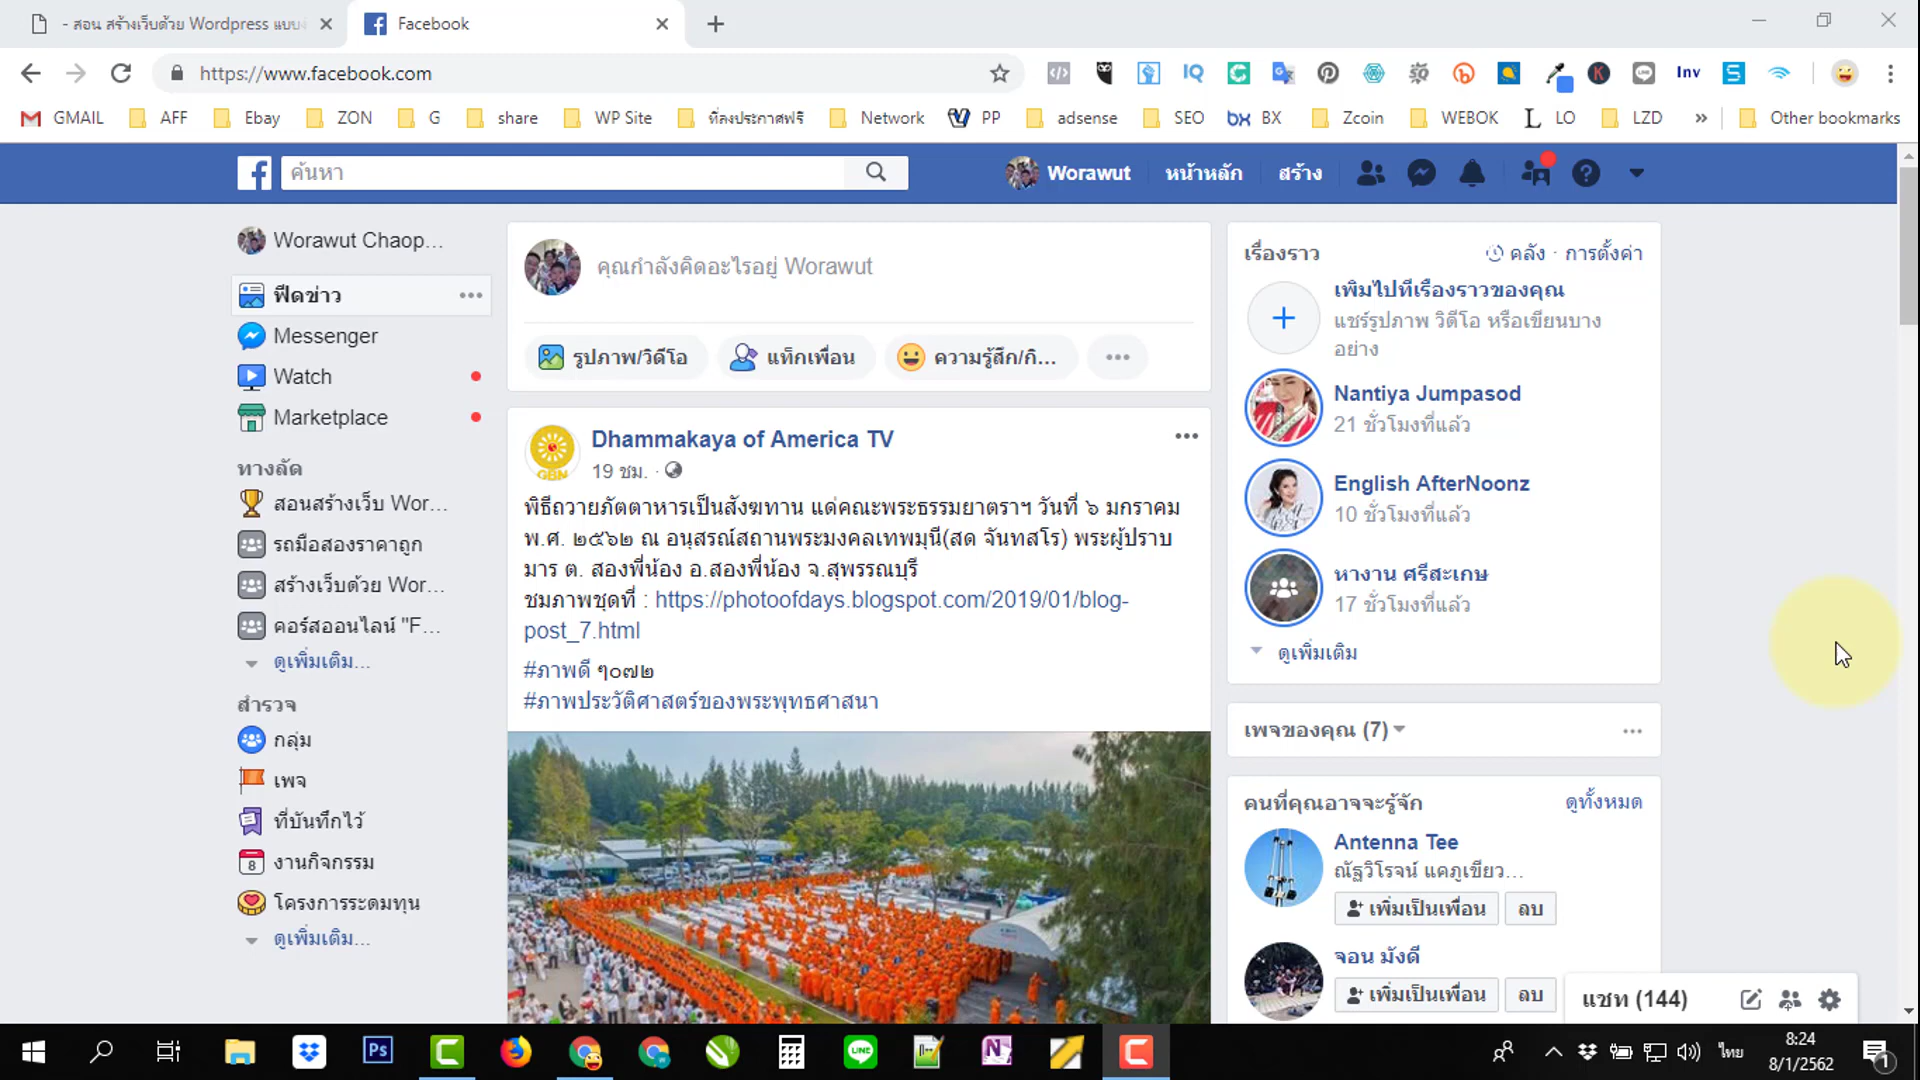 - สอน สร้างเว็บด้วย Wordpress แบบง
Facebook
https://www.facebook.com
GMAIL AFF Ebay ZON G share WP Site ที่ลงประกาศฟรี Network PP adsense SEO BX Zcoin WEBOK LO LZD » Other bookmarks
ค้นหา
Worawut หน้าหลัก สร้าง
Worawut Chaop...
ฟีดข่าว
Messenger
Watch
Marketplace
ทางลัด
สอนสร้างเว็บ Wor...
รถมือสองราคาถูก
สร้างเว็บด้วย Wor...
คอร์สออนไลน์ "F...
ดูเพิ่มเติม...
สำรวจ
กลุ่ม
เพจ
ที่บันทึกไว้
งานกิจกรรม
โครงการระดมทุน
ดูเพิ่มเติม...
คุณกำลังคิดอะไรอยู่ Worawut
รูปภาพ/วิดีโอ แท็กเพื่อน ความรู้สึก/กิ...
Dhammakaya of America TV
19 ชม.
พิธีถวายภัตตาหารเป็นสังฆทาน แด่คณะพระธรรมยาตราฯ วันที่ ๖ มกราคม
พ.ศ. ๒๕๖๒ ณ อนุสรณ์สถานพระมงคลเทพมุนี(สด จันทสโร) พระผู้ปราบ
มาร ต. สองพี่น้อง อ.สองพี่น้อง จ.สุพรรณบุรี
ชมภาพชุดที่ : https://photoofdays.blogspot.com/2019/01/blog-
post_7.html
#ภาพดี ๆ๐๗๒
#ภาพประวัติศาสตร์ของพระพุทธศาสนา
เรื่องราว คลัง · การตั้งค่า
เพิ่มไปที่เรื่องราวของคุณ
แชร์รูปภาพ วิดีโอ หรือเขียนบาง
อย่าง
Nantiya Jumpasod
21 ชั่วโมงที่แล้ว
English AfterNoonz
10 ชั่วโมงที่แล้ว
หางาน ศรีสะเกษ
17 ชั่วโมงที่แล้ว
ดูเพิ่มเติม
เพจของคุณ (7)
คนที่คุณอาจจะรู้จัก ดูทั้งหมด
Antenna Tee
ณัฐวิโรจน์ แคภูเขียว...
เพิ่มเป็นเพื่อน ลบ
จอน มังดี
เพิ่มเป็นเพื่อน ลบ
แชท (144)
ไทย
8:24
8/1/2562